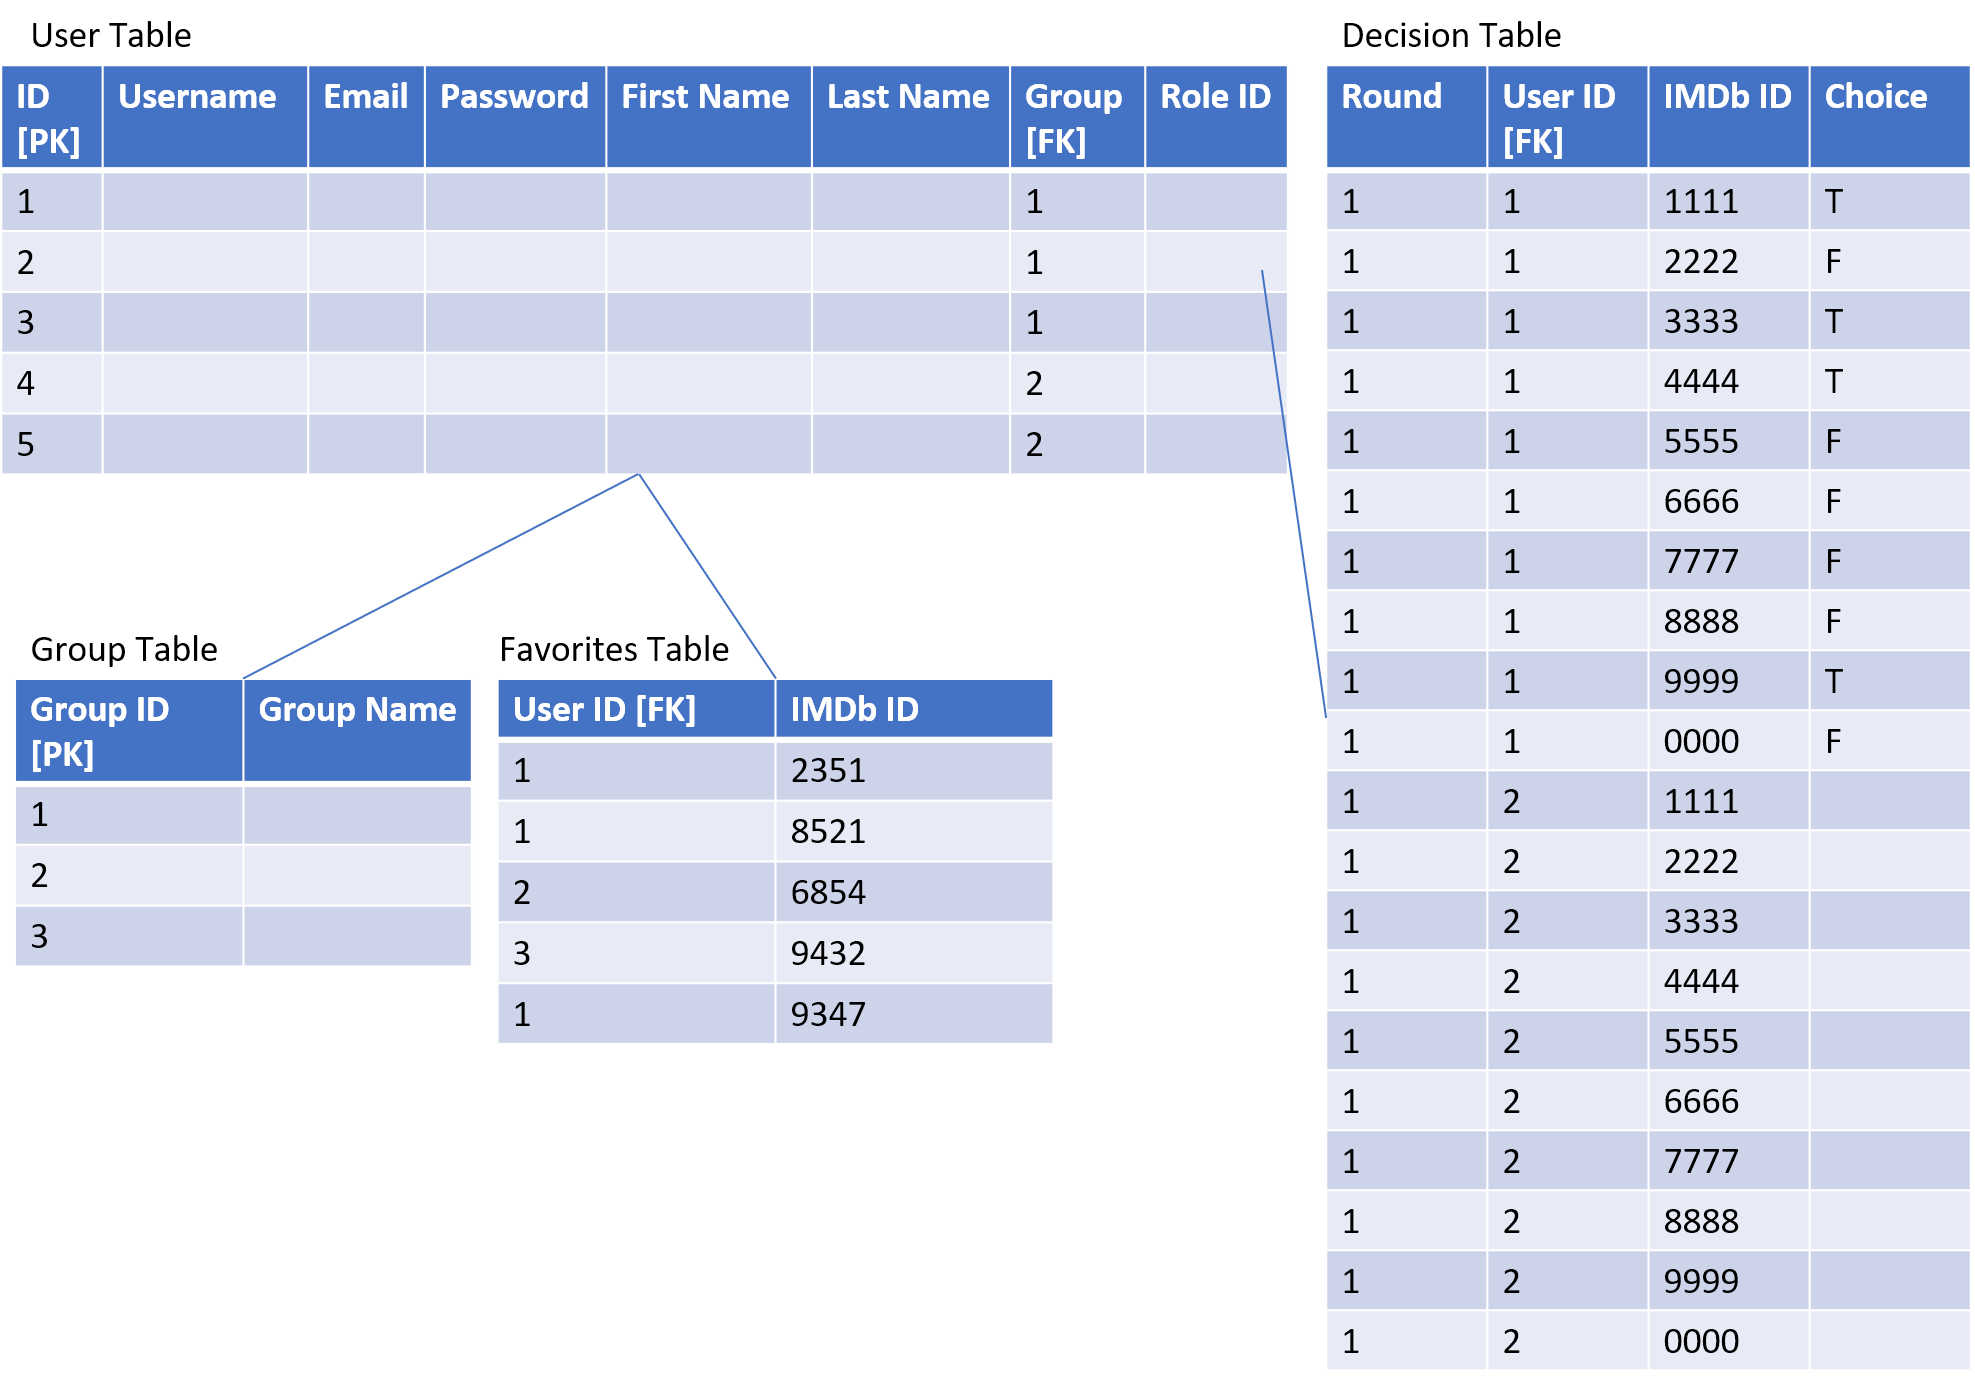 User Table
ID [PK] Username Email Password First Name Last Name Group [FK] Role ID
1 1
2 1
3 1
4 2
5 2
Group Table
Group ID [PK] Group Name
1
2
3
Favorites Table
User ID [FK] IMDb ID
1 2351
1 8521
2 6854
3 9432
1 9347
Decision Table
Round User ID [FK] IMDb ID Choice
1 1 1111 T
1 1 2222 F
1 1 3333 T
1 1 4444 T
1 1 5555 F
1 1 6666 F
1 1 7777 F
1 1 8888 F
1 1 9999 T
1 1 0000 F
1 2 1111
1 2 2222
1 2 3333
1 2 4444
1 2 5555
1 2 6666
1 2 7777
1 2 8888
1 2 9999
1 2 0000